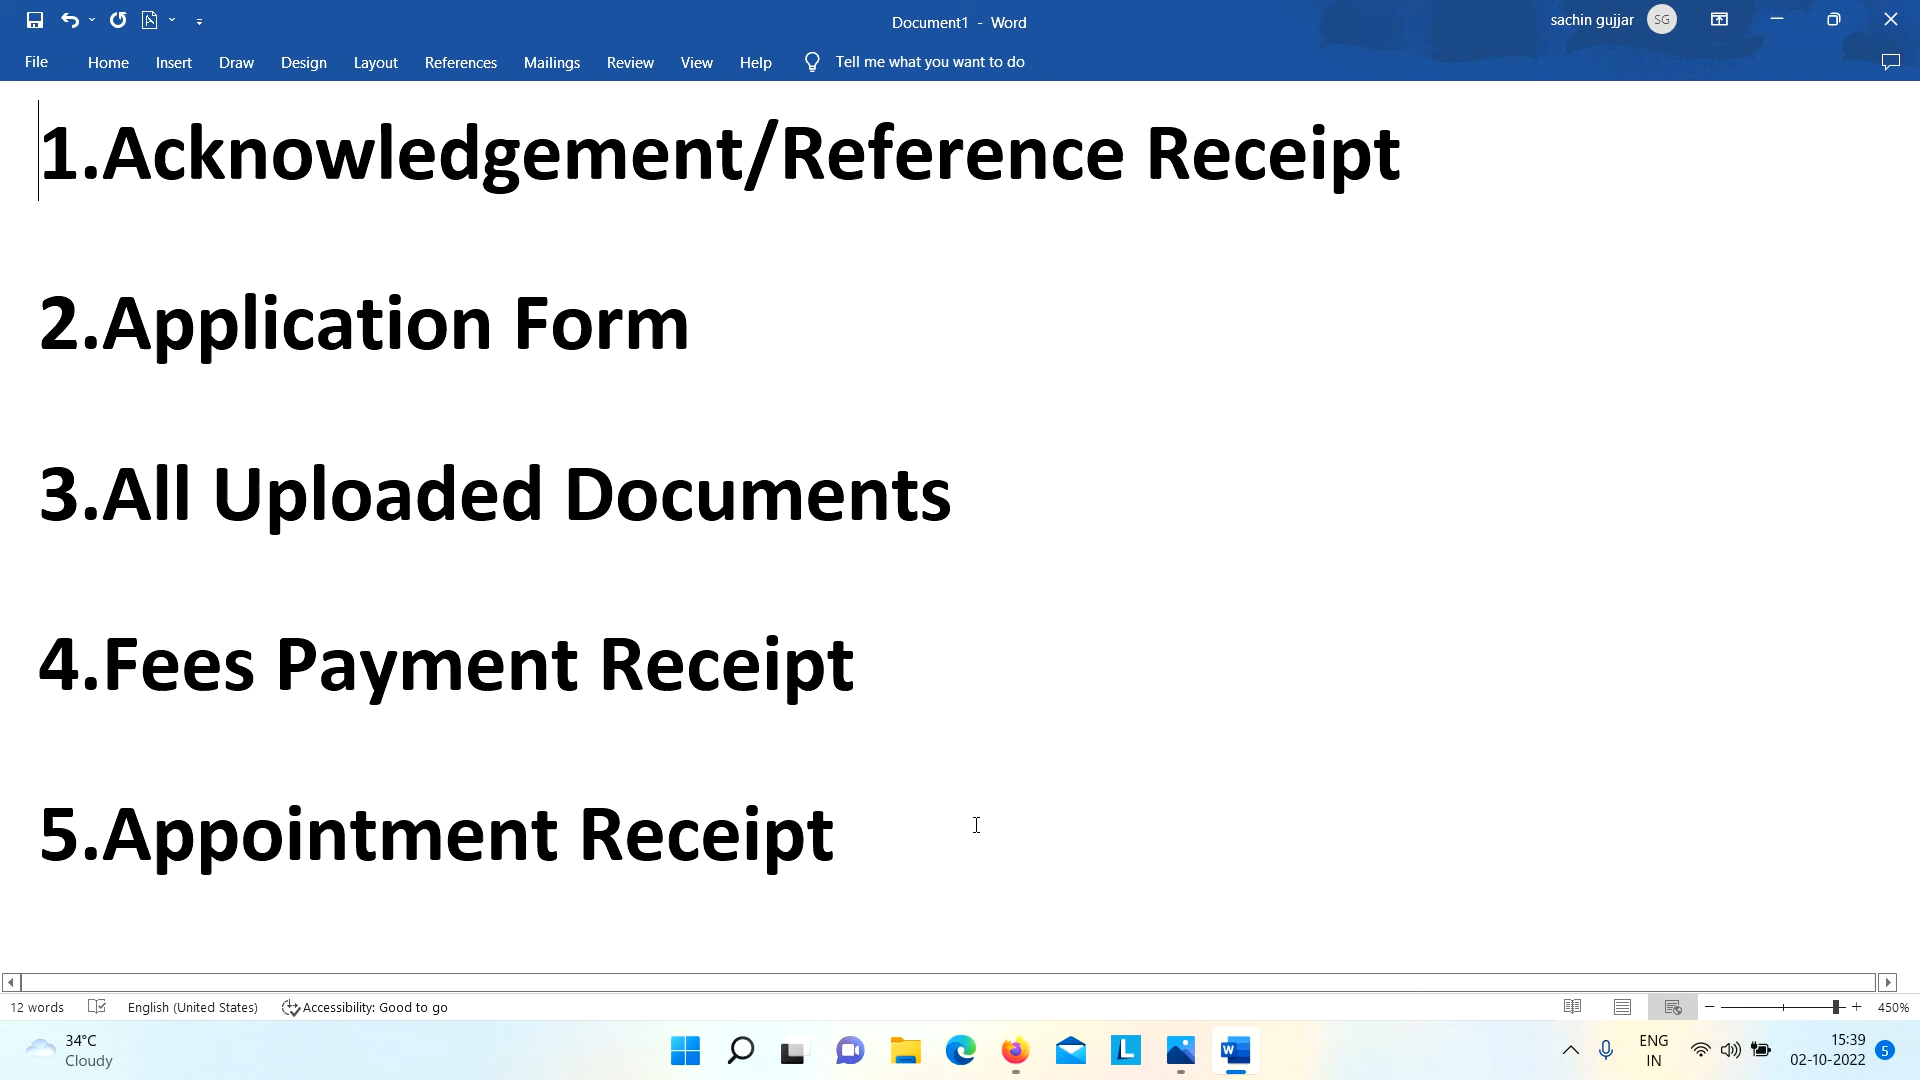 Document1 - Word
sachin gujjar
SG
File
Home
Insert
Draw
Design
Layout
References
Mailings
Review
View
Help
Tell me what you want to do
1.Acknowledgement/Reference Receipt
2.Application Form
3.All Uploaded Documents
4.Fees Payment Receipt
5.Appointment Receipt
12 words
English (United States)
Accessibility: Good to go
450%
34°C
Cloudy
ENG
IN
15:39
02-10-2022
5